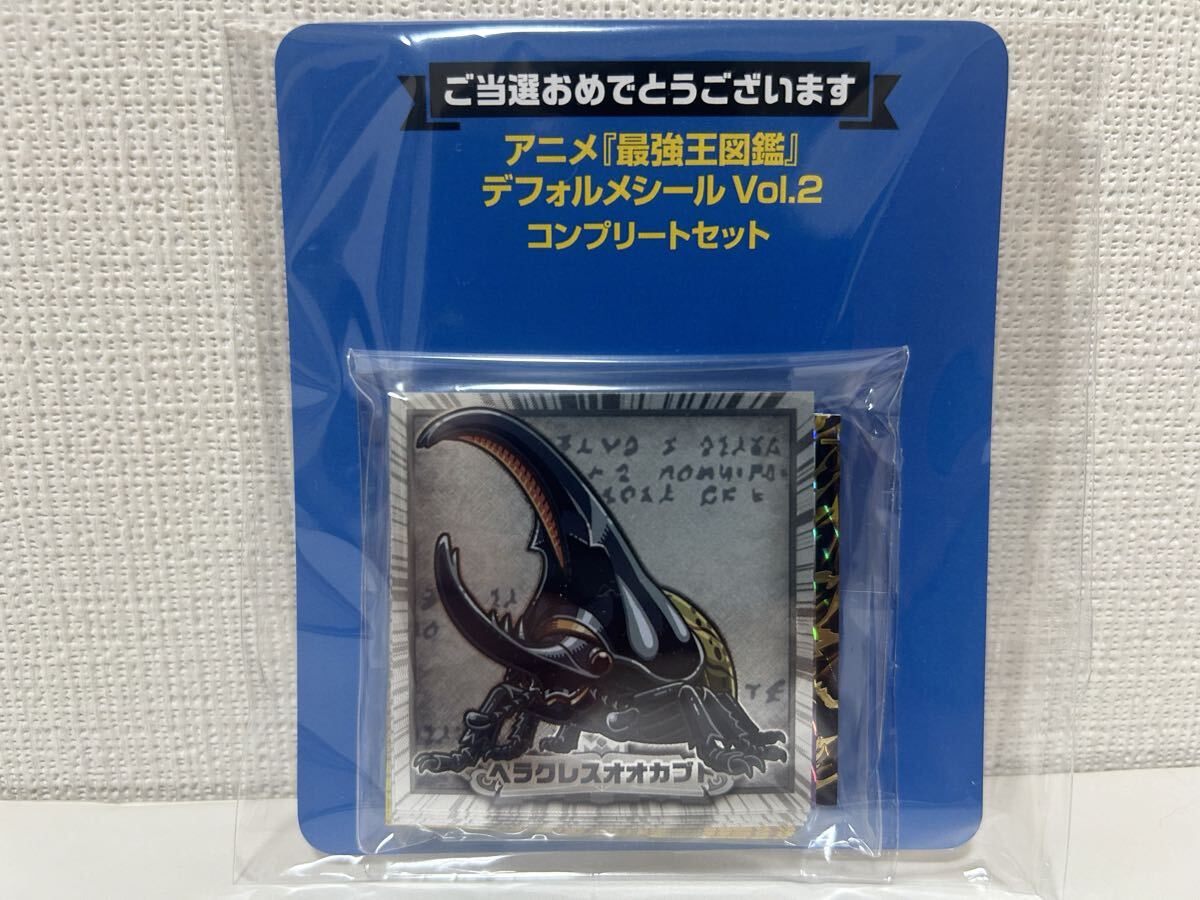 ご当選おめでとうございます
アニメ『最強王図鑑』
デフォルメシール Vol.2
コンプリートセット
ヘラクレスオオカブト